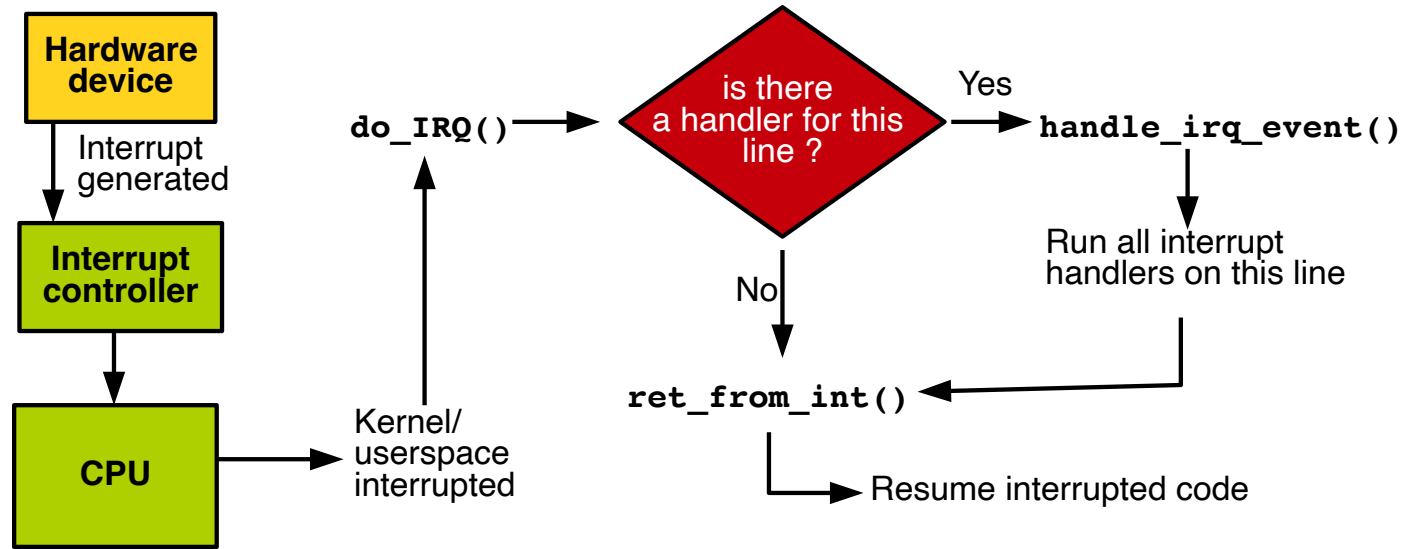 Hardware
device
Interrupt
generated
Interrupt
controller
CPU
Kernel/
userspace
interrupted
do_IRQ()
is there
a handler for this
line ?
Yes
handle_irq_event()
Run all interrupt
handlers on this line
No
ret_from_int()
Resume interrupted code